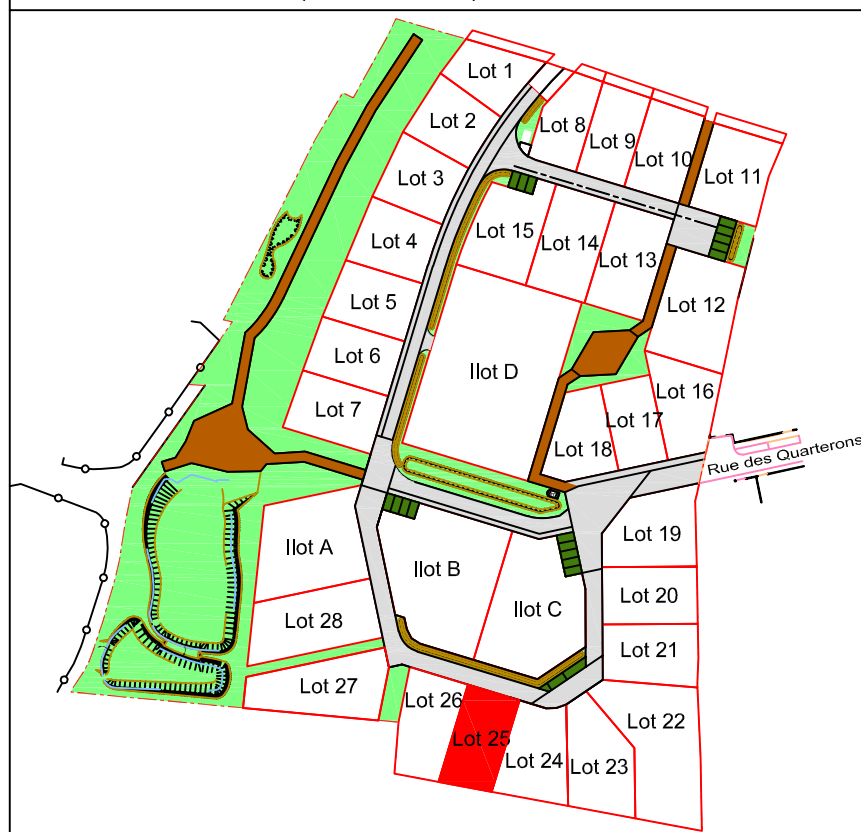 Lot 1
Lot 2
Lot 8
Lot 9
Lot 10
Lot 11
Lot 3
Lot 4
Lot 15
Lot 14
Lot 13
Lot 5
Lot 12
Lot 6
Ilot D
Lot 7
Lot 16
Lot 17
Lot 18
Rue des Quarterons
Ilot A
Lot 19
Ilot B
Lot 20
Ilot C
Lot 28
Lot 21
Lot 27
Lot 26
Lot 25
Lot 24
Lot 23
Lot 22